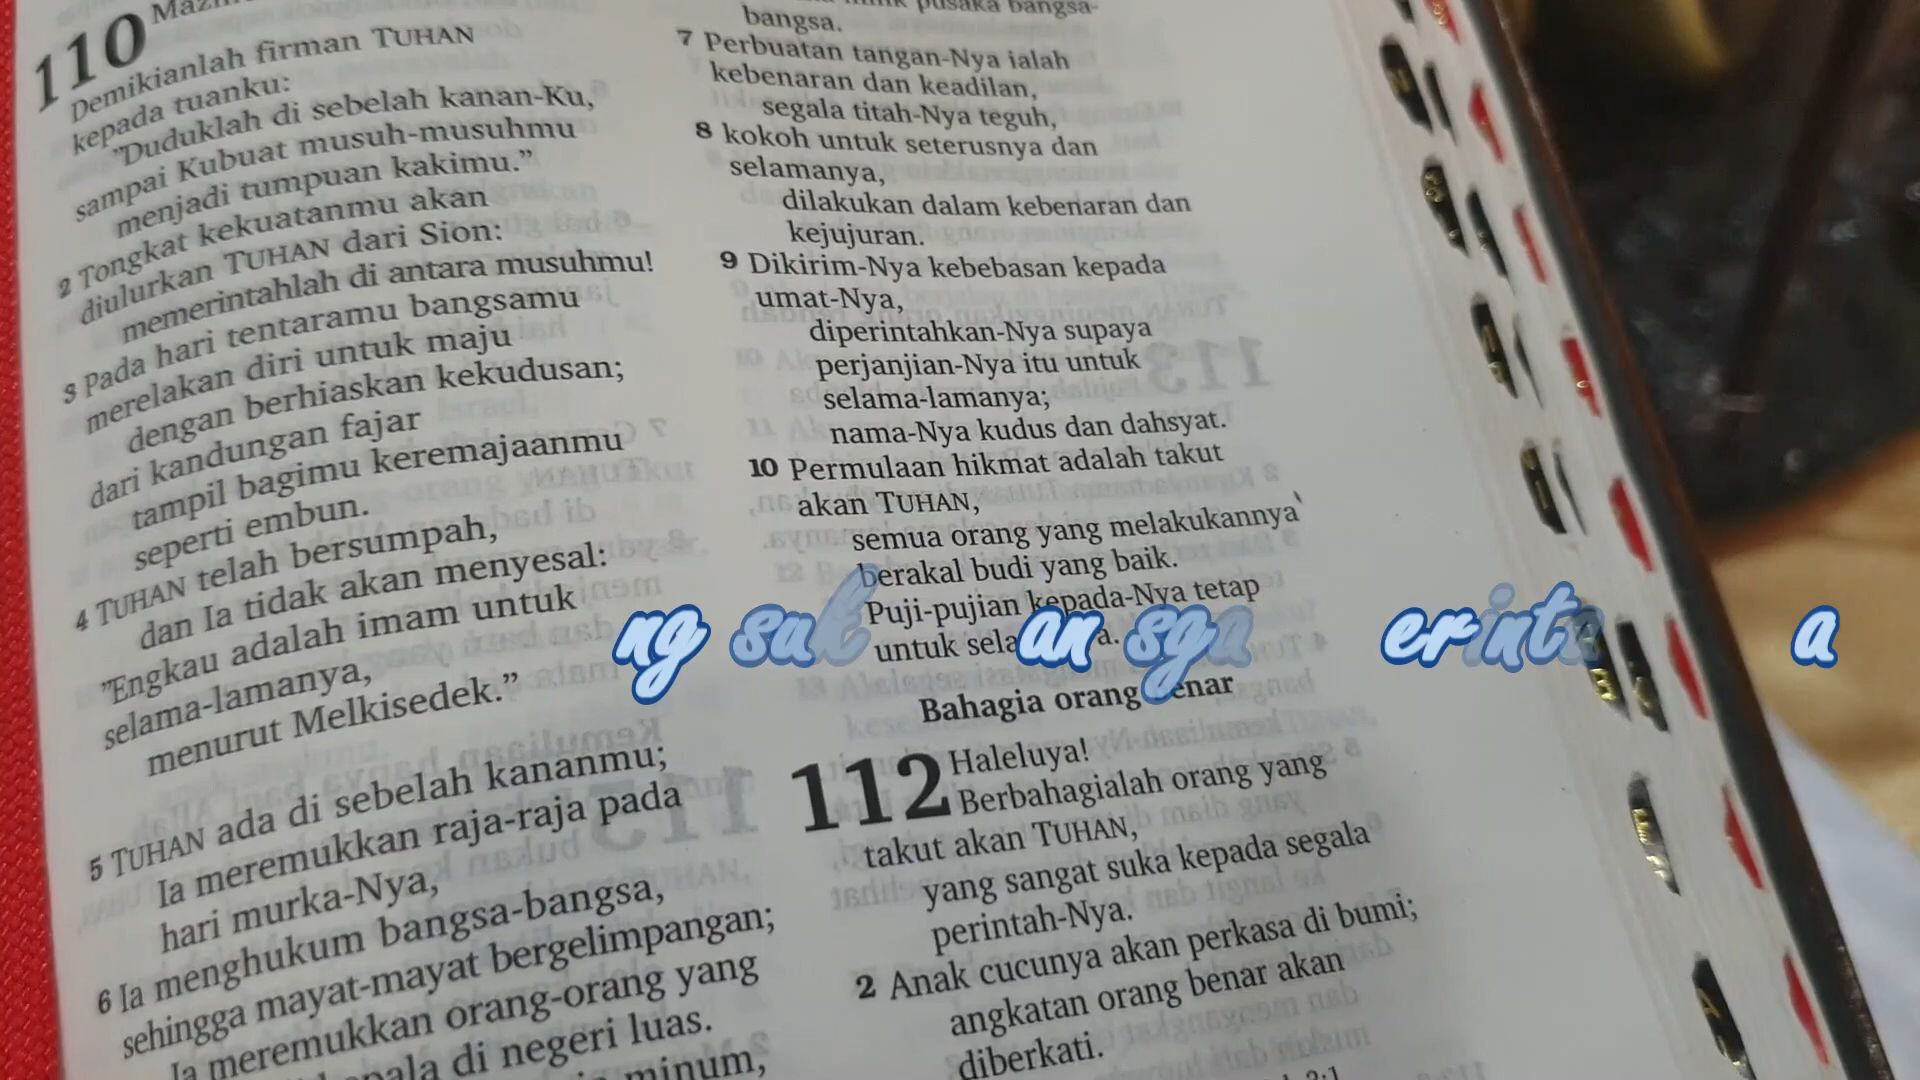 110
Demikianlah firman TUHAN
kepada tuanku:
"Duduklah di sebelah kanan-Ku,
sampai Kubuat musuh-musuhmu
menjadi tumpuan kakimu.”
2 Tongkat kekuatanmu akan
diulurkan TUHAN dari Sion:
memerintahlah di antara musuhmu!
3 Pada hari tentaramu bangsamu
merelakan diri untuk maju
dengan berhiaskan kekudusan;
dari kandungan fajar
tampil bagimu keremajaanmu
seperti embun.
4 TUHAN telah bersumpah,
dan Ia tidak akan menyesal:
"Engkau adalah imam untuk
selama-lamanya,
menurut Melkisedek.”
5 TUHAN ada di sebelah kananmu;
Ia meremukkan raja-raja pada
hari murka-Nya,
6 Ia menghukum bangsa-bangsa,
sehingga mayat-mayat bergelimpangan;
Ia meremukkan orang-orang yang
di negeri luas.
minum,
pusaka bangsa-
bangsa.
7 Perbuatan tangan-Nya ialah
kebenaran dan keadilan,
segala titah-Nya teguh,
8 kokoh untuk seterusnya dan
selamanya,
dilakukan dalam kebenaran dan
kejujuran.
9 Dikirim-Nya kebebasan kepada
umat-Nya,
diperintahkan-Nya supaya
perjanjian-Nya itu untuk
selama-lamanya;
nama-Nya kudus dan dahsyat.
10 Permulaan hikmat adalah takut
akan TUHAN,
semua orang yang melakukannya
berakal budi yang baik.
Puji-pujian kepada-Nya tetap
untuk
Bahagia orang benar
112 Haleluya!
Berbahagialah orang yang
takut akan TUHAN,
yang sangat suka kepada segala
perintah-Nya.
2 Anak cucunya akan perkasa di bumi;
angkatan orang benar akan
diberkati.